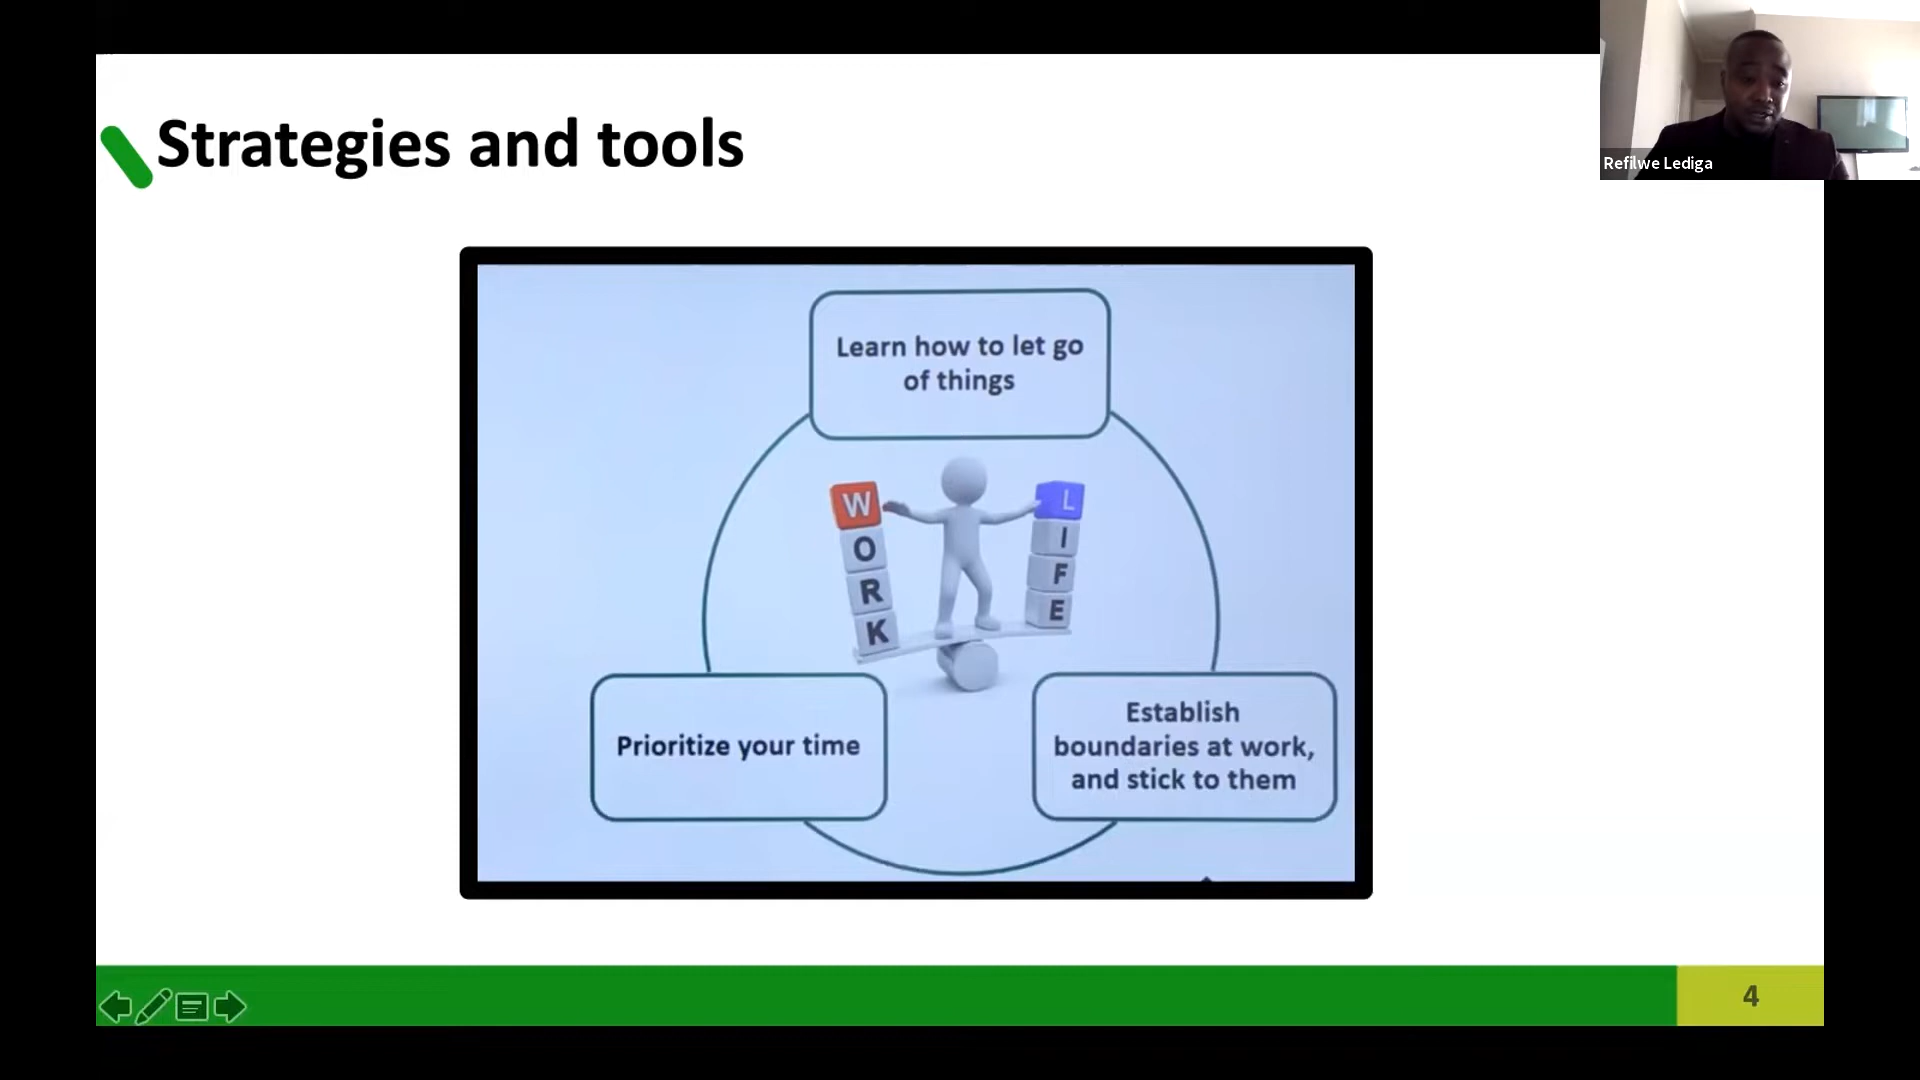 Strategies and tools
Refilwe Lediga
Learn how to let go
of things
W
O
R
K
L
I
F
E
Prioritize your time
Establish
boundaries at work,
and stick to them
4